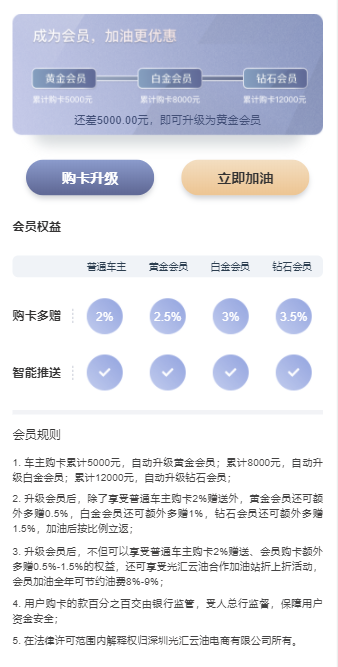 成为会员，加油更优惠
黄金会员 白金会员 钻石会员
累计购卡5000元 累计购卡8000元 累计购卡12000元
还差5000.00元，即可升级为黄金会员
购卡升级 立即加油
会员权益
普通车主 黄金会员 白金会员 钻石会员
购卡多赠 2% 2.5% 3% 3.5%
智能推送
会员规则
1. 车主购卡累计5000元，自动升级黄金会员；累计8000元，自动升
级白金会员；累计12000元，自动升级钻石会员；
2. 升级会员后，除了享受普通车主购卡2%赠送外，黄金会员还可额
外多赠0.5%，白金会员还可额外多赠1%，钻石会员还可额外多赠
1.5%，加油后按比例立返；
3. 升级会员后，不但可以享受普通车主购卡2%赠送、会员购卡额外
多赠0.5%-1.5%的权益，还可享受光汇云油合作加油站折上折活动，
会员加油全年可节约油费8%-9%；
4. 用户购卡的款百分之百交由银行监管，受人总行监督，保障用户
资金安全；
5. 在法律许可范围内解释权归深圳光汇云油电商有限公司所有。